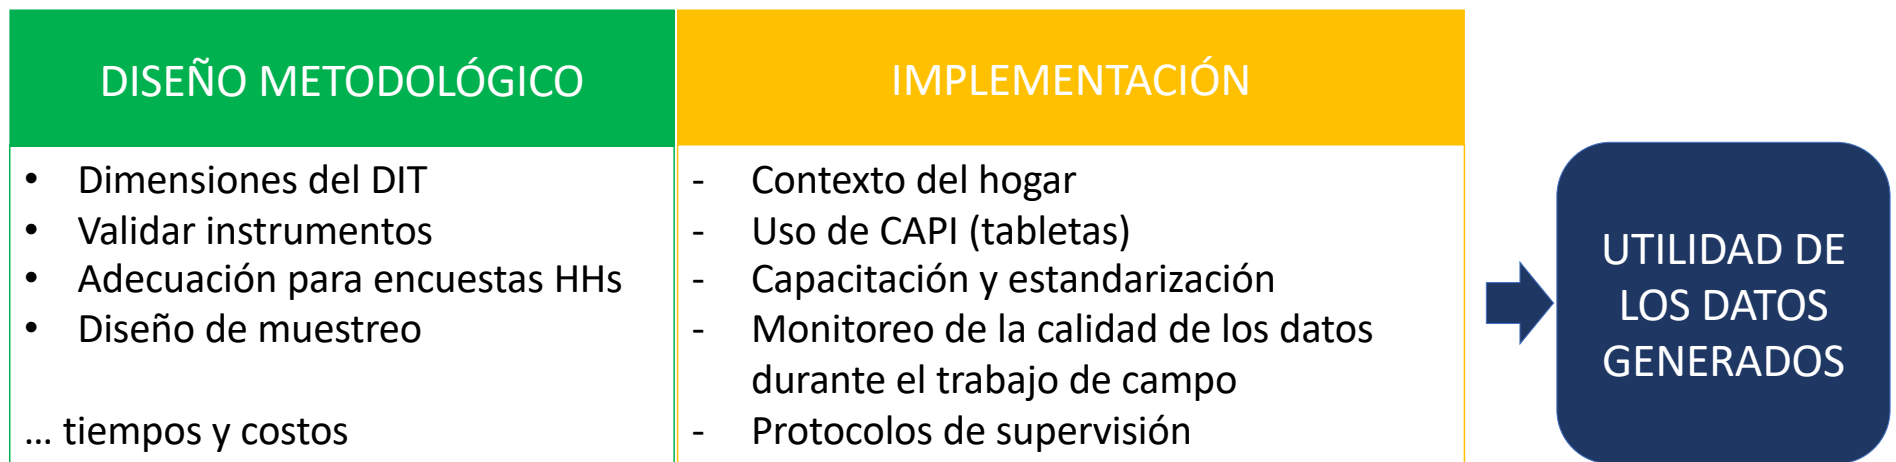 DISEÑO METODOLÓGICO
• Dimensiones del DIT
• Validar instrumentos
• Adecuación para encuestas HHs
• Diseño de muestreo
... tiempos y costos
IMPLEMENTACIÓN
- Contexto del hogar
- Uso de CAPI (tabletas)
- Capacitación y estandarización
- Monitoreo de la calidad de los datos
durante el trabajo de campo
- Protocolos de supervisión
UTILIDAD DE
LOS DATOS
GENERADOS